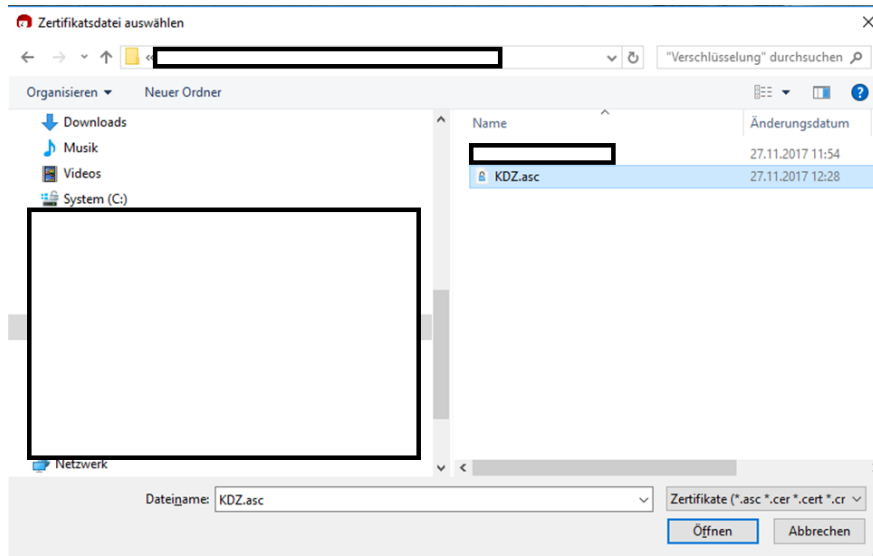 Zertifikatsdatei auswählen
«
"Verschlüsselung" durchsuchen
Organisieren Neuer Ordner
Downloads
Musik
Videos
System (C:)
Netzwerk
Name Änderungsdatum
27.11.2017 11:54
KDZ.asc 27.11.2017 12:28
Dateiname: KDZ.asc Zertifikate (*.asc *.cer *.cert *.cr
Öffnen Abbrechen